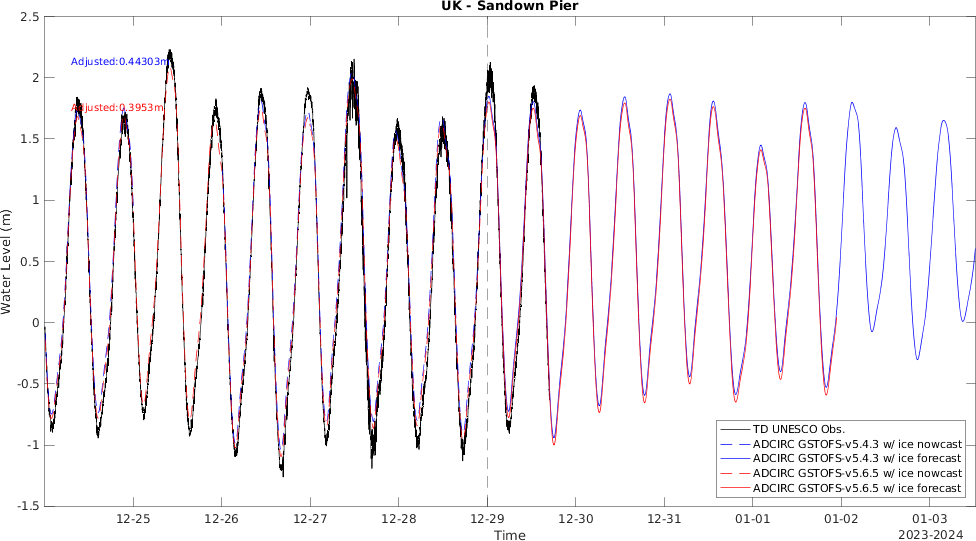 UK - Sandown Pier
2.5
2
1.5
1
0.5
0
-0.5
-1
-1.5
Water Level (m)
Adjusted:0.44303m
Adjusted:0.3953m
TD UNESCO Obs.
ADCIRC GSTOFS-v5.4.3 w/ ice nowcast
ADCIRC GSTOFS-v5.4.3 w/ ice forecast
ADCIRC GSTOFS-v5.6.5 w/ ice nowcast
ADCIRC GSTOFS-v5.6.5 w/ ice forecast
12-25 12-26 12-27 12-28 12-29 12-30 12-31 01-01 01-02 01-03
Time
2023-2024